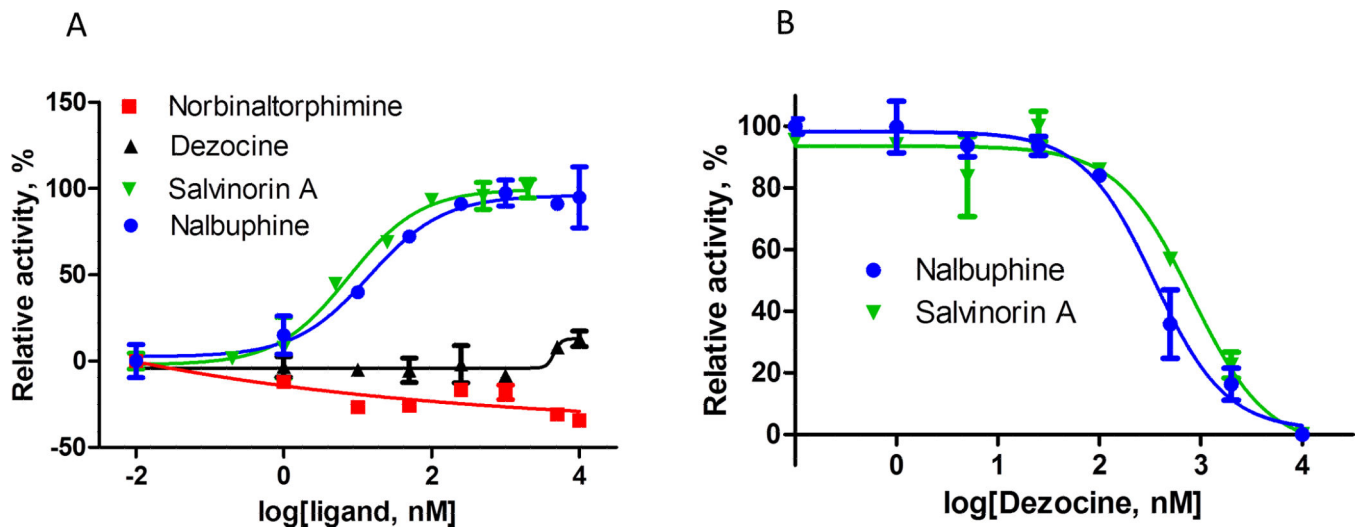 A
Relative activity, %
150
100
50
0
-50
Norbinaltorphimine
Dezocine
Salvinorin A
Nalbuphine
-2
0
2
4
log[ligand, nM]
B
Relative activity, %
100
80
60
40
20
0
Nalbuphine
Salvinorin A
0
1
2
3
4
log[Dezocine, nM]